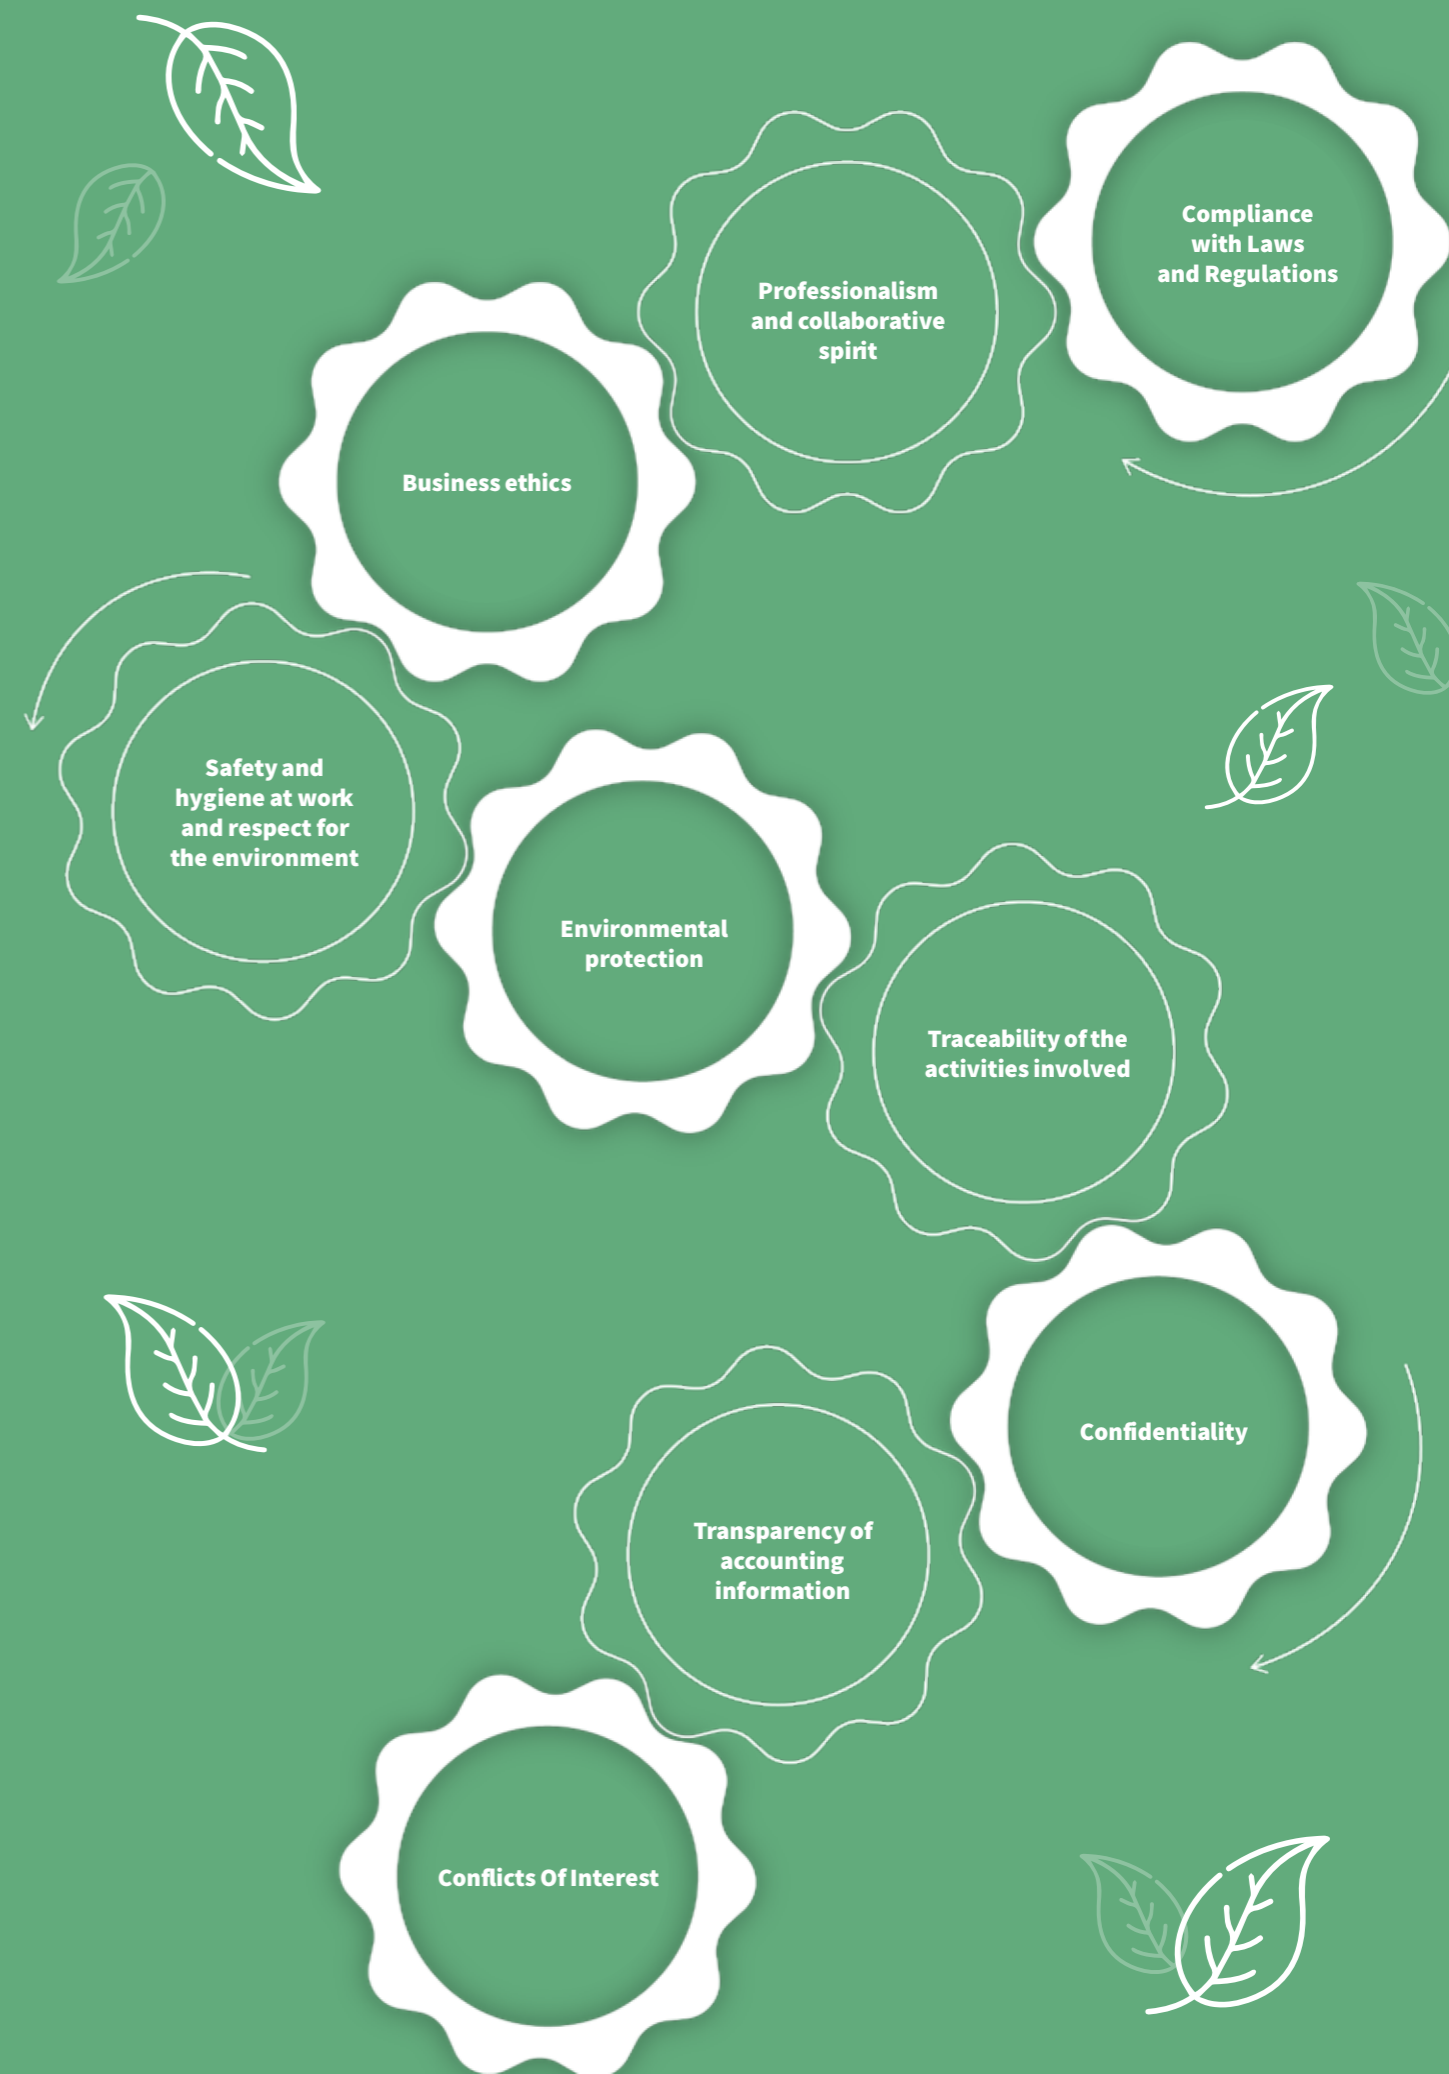 Compliance
with Laws
and Regulations
Professionalism
and collaborative
spirit
Business ethics
Safety and
hygiene at work
and respect for
the environment
Environmental
protection
Traceability of the
activities involved
Confidentiality
Transparency of
accounting
information
Conflicts Of Interest